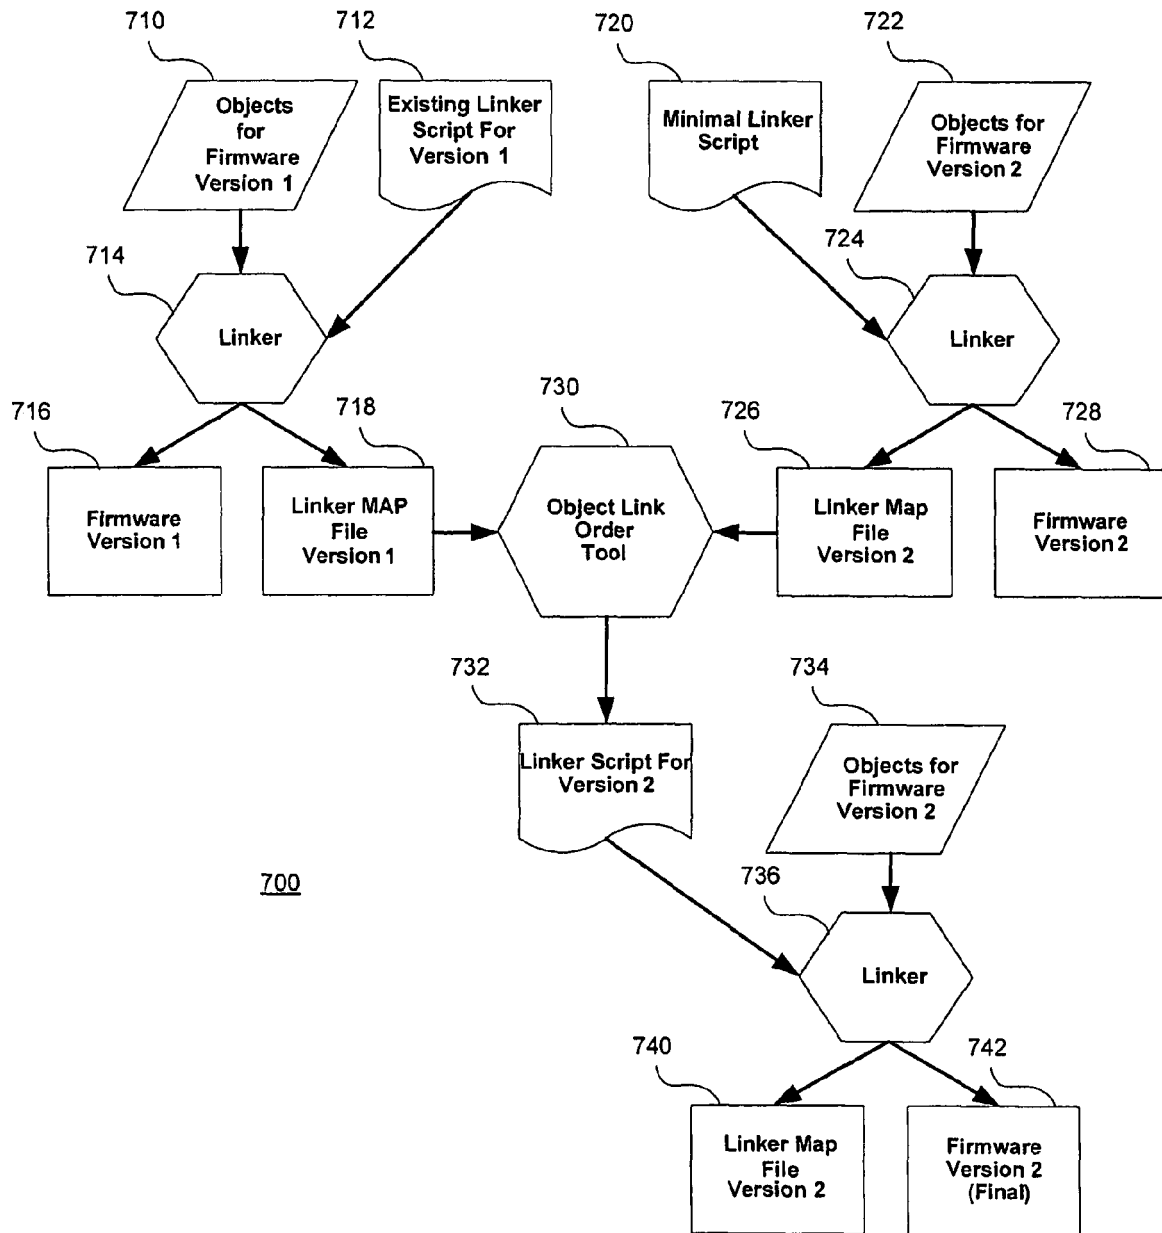 710
712
720
722
Objects
for
Firmware
Version 1
Existing Linker
Script For
Version 1
Minimal Linker
Script
Objects for
Firmware
Version 2
714
724
Linker
Linker
716
718
730
726
728
Firmware
Version 1
Linker MAP
File
Version 1
Object Link
Order
Tool
Linker Map
File
Version 2
Firmware
Version 2
732
734
Linker Script For
Version 2
Objects for
Firmware
Version 2
700
736
Linker
740
742
Linker Map
File
Version 2
Firmware
Version 2
(Final)